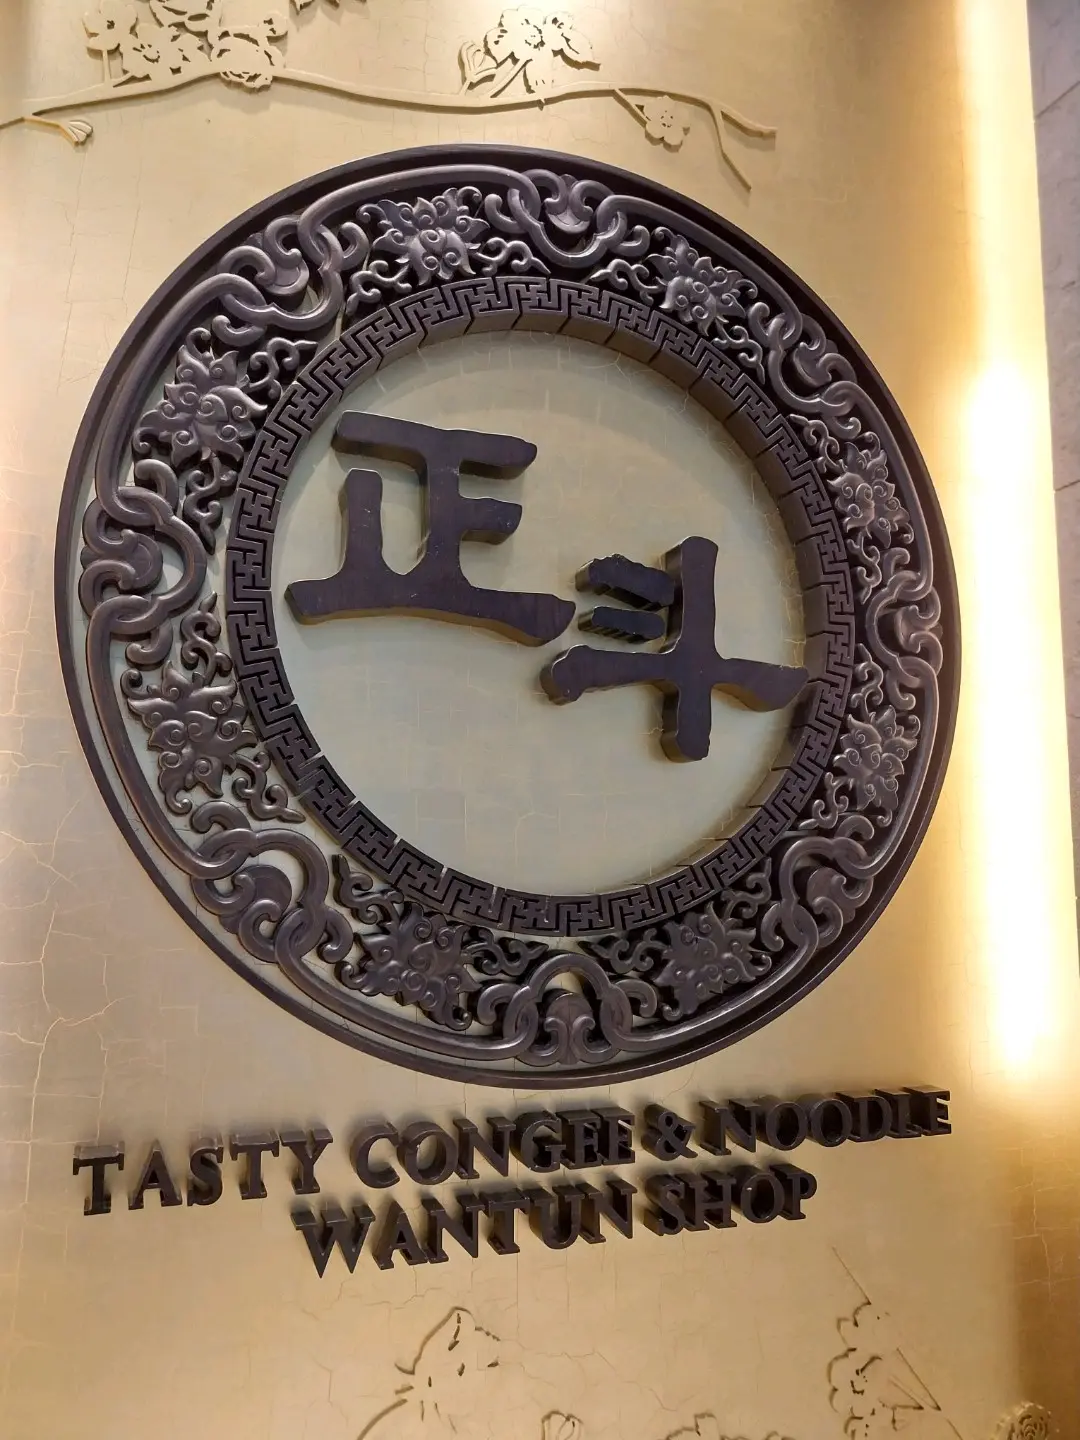 正斗
TASTY CONGEE & NOODLE
WANTUN SHOP